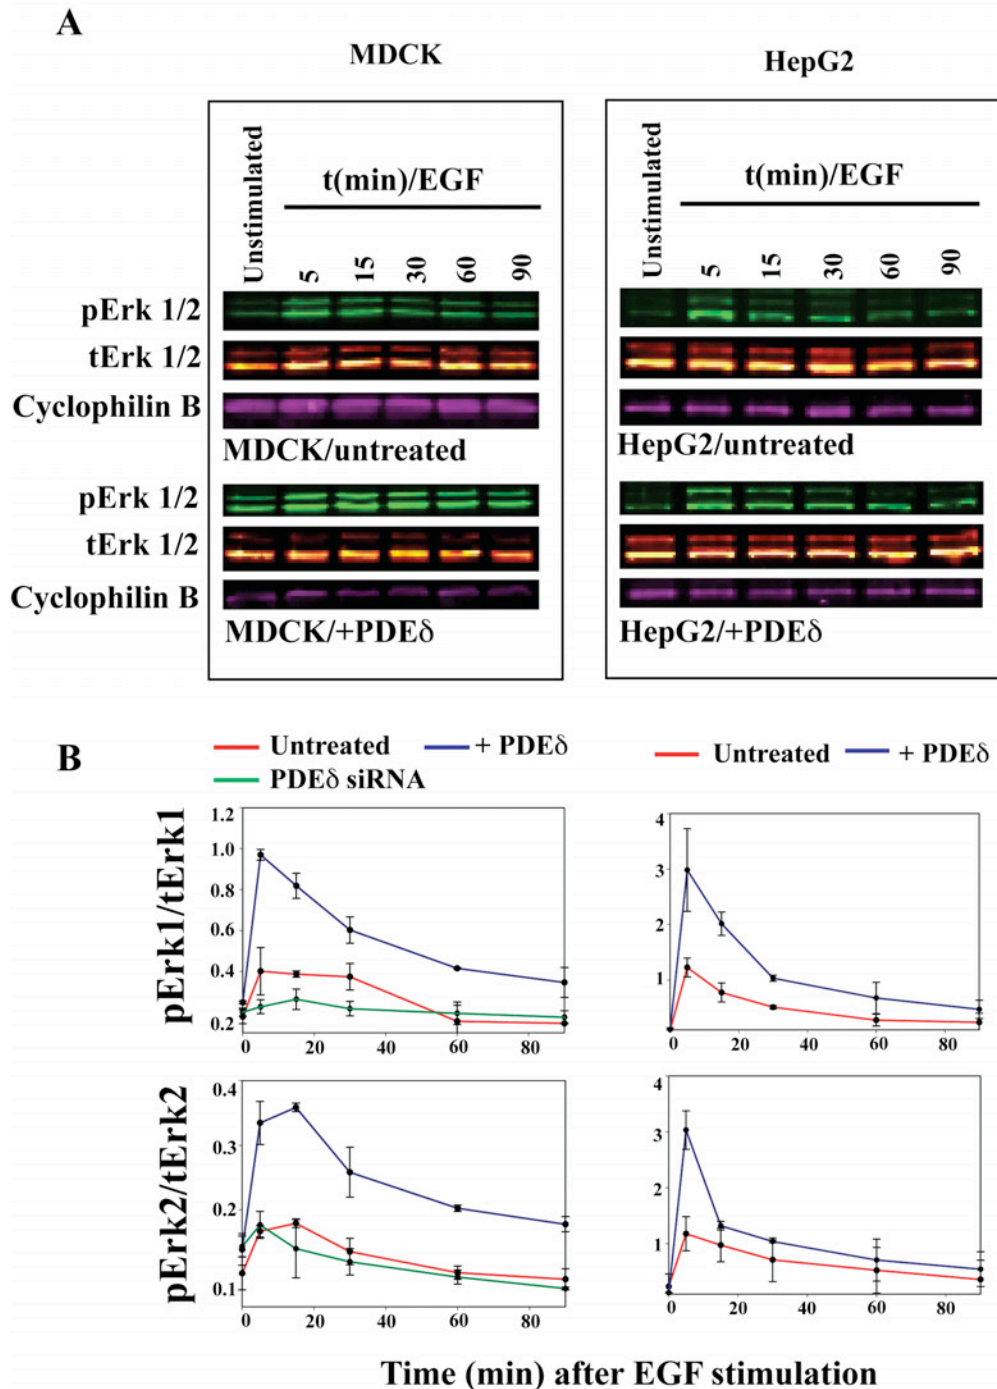 A
MDCK
HepG2
Unstimulated
t(min)/EGF
5 15 30 60 90
Unstimulated
t(min)/EGF
5 15 30 60 90
pErk 1/2
tErk 1/2
Cyclophilin B
MDCK/untreated
HepG2/untreated
pErk 1/2
tErk 1/2
Cyclophilin B
MDCK/+PDEδ
HepG2/+PDEδ
B
Untreated + PDEδ
PDEδ siRNA
Untreated + PDEδ
pErk1/tErk1
1.2
1.0
0.8
0.6
0.4
0.2
0 20 40 60 80
4
3
2
1
0 20 40 60 80
pErk2/tErk2
0.4
0.3
0.2
0.1
0 20 40 60 80
4
3
2
1
0 20 40 60 80
Time (min) after EGF stimulation